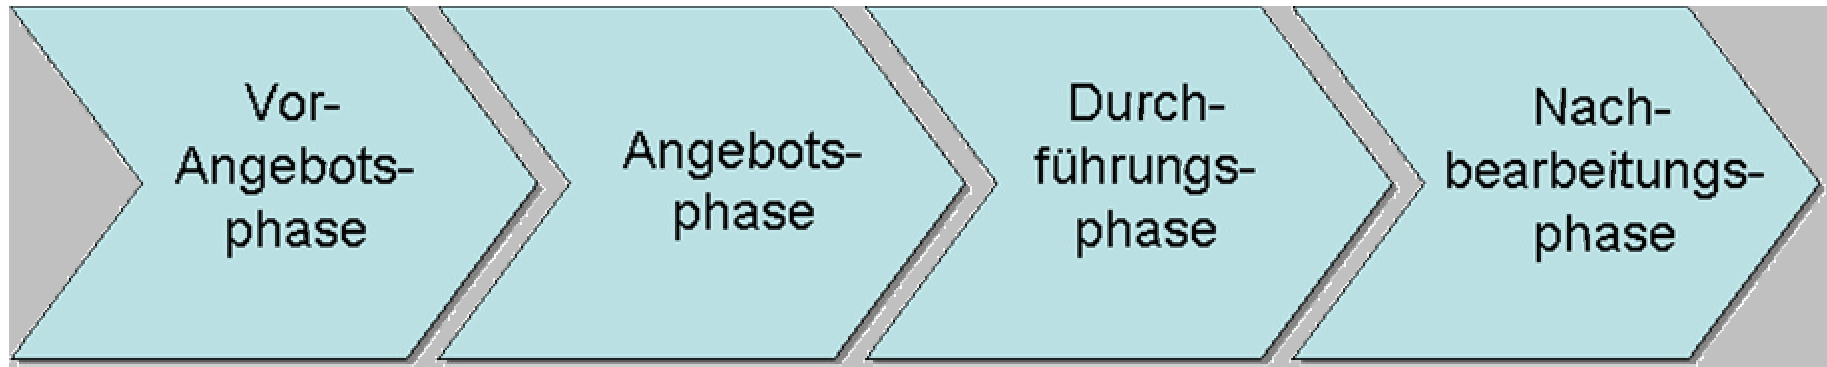 Vor-
Angebots-
phase
Angebots-
phase
Durch-
führungs-
phase
Nach-
bearbeitungs-
phase